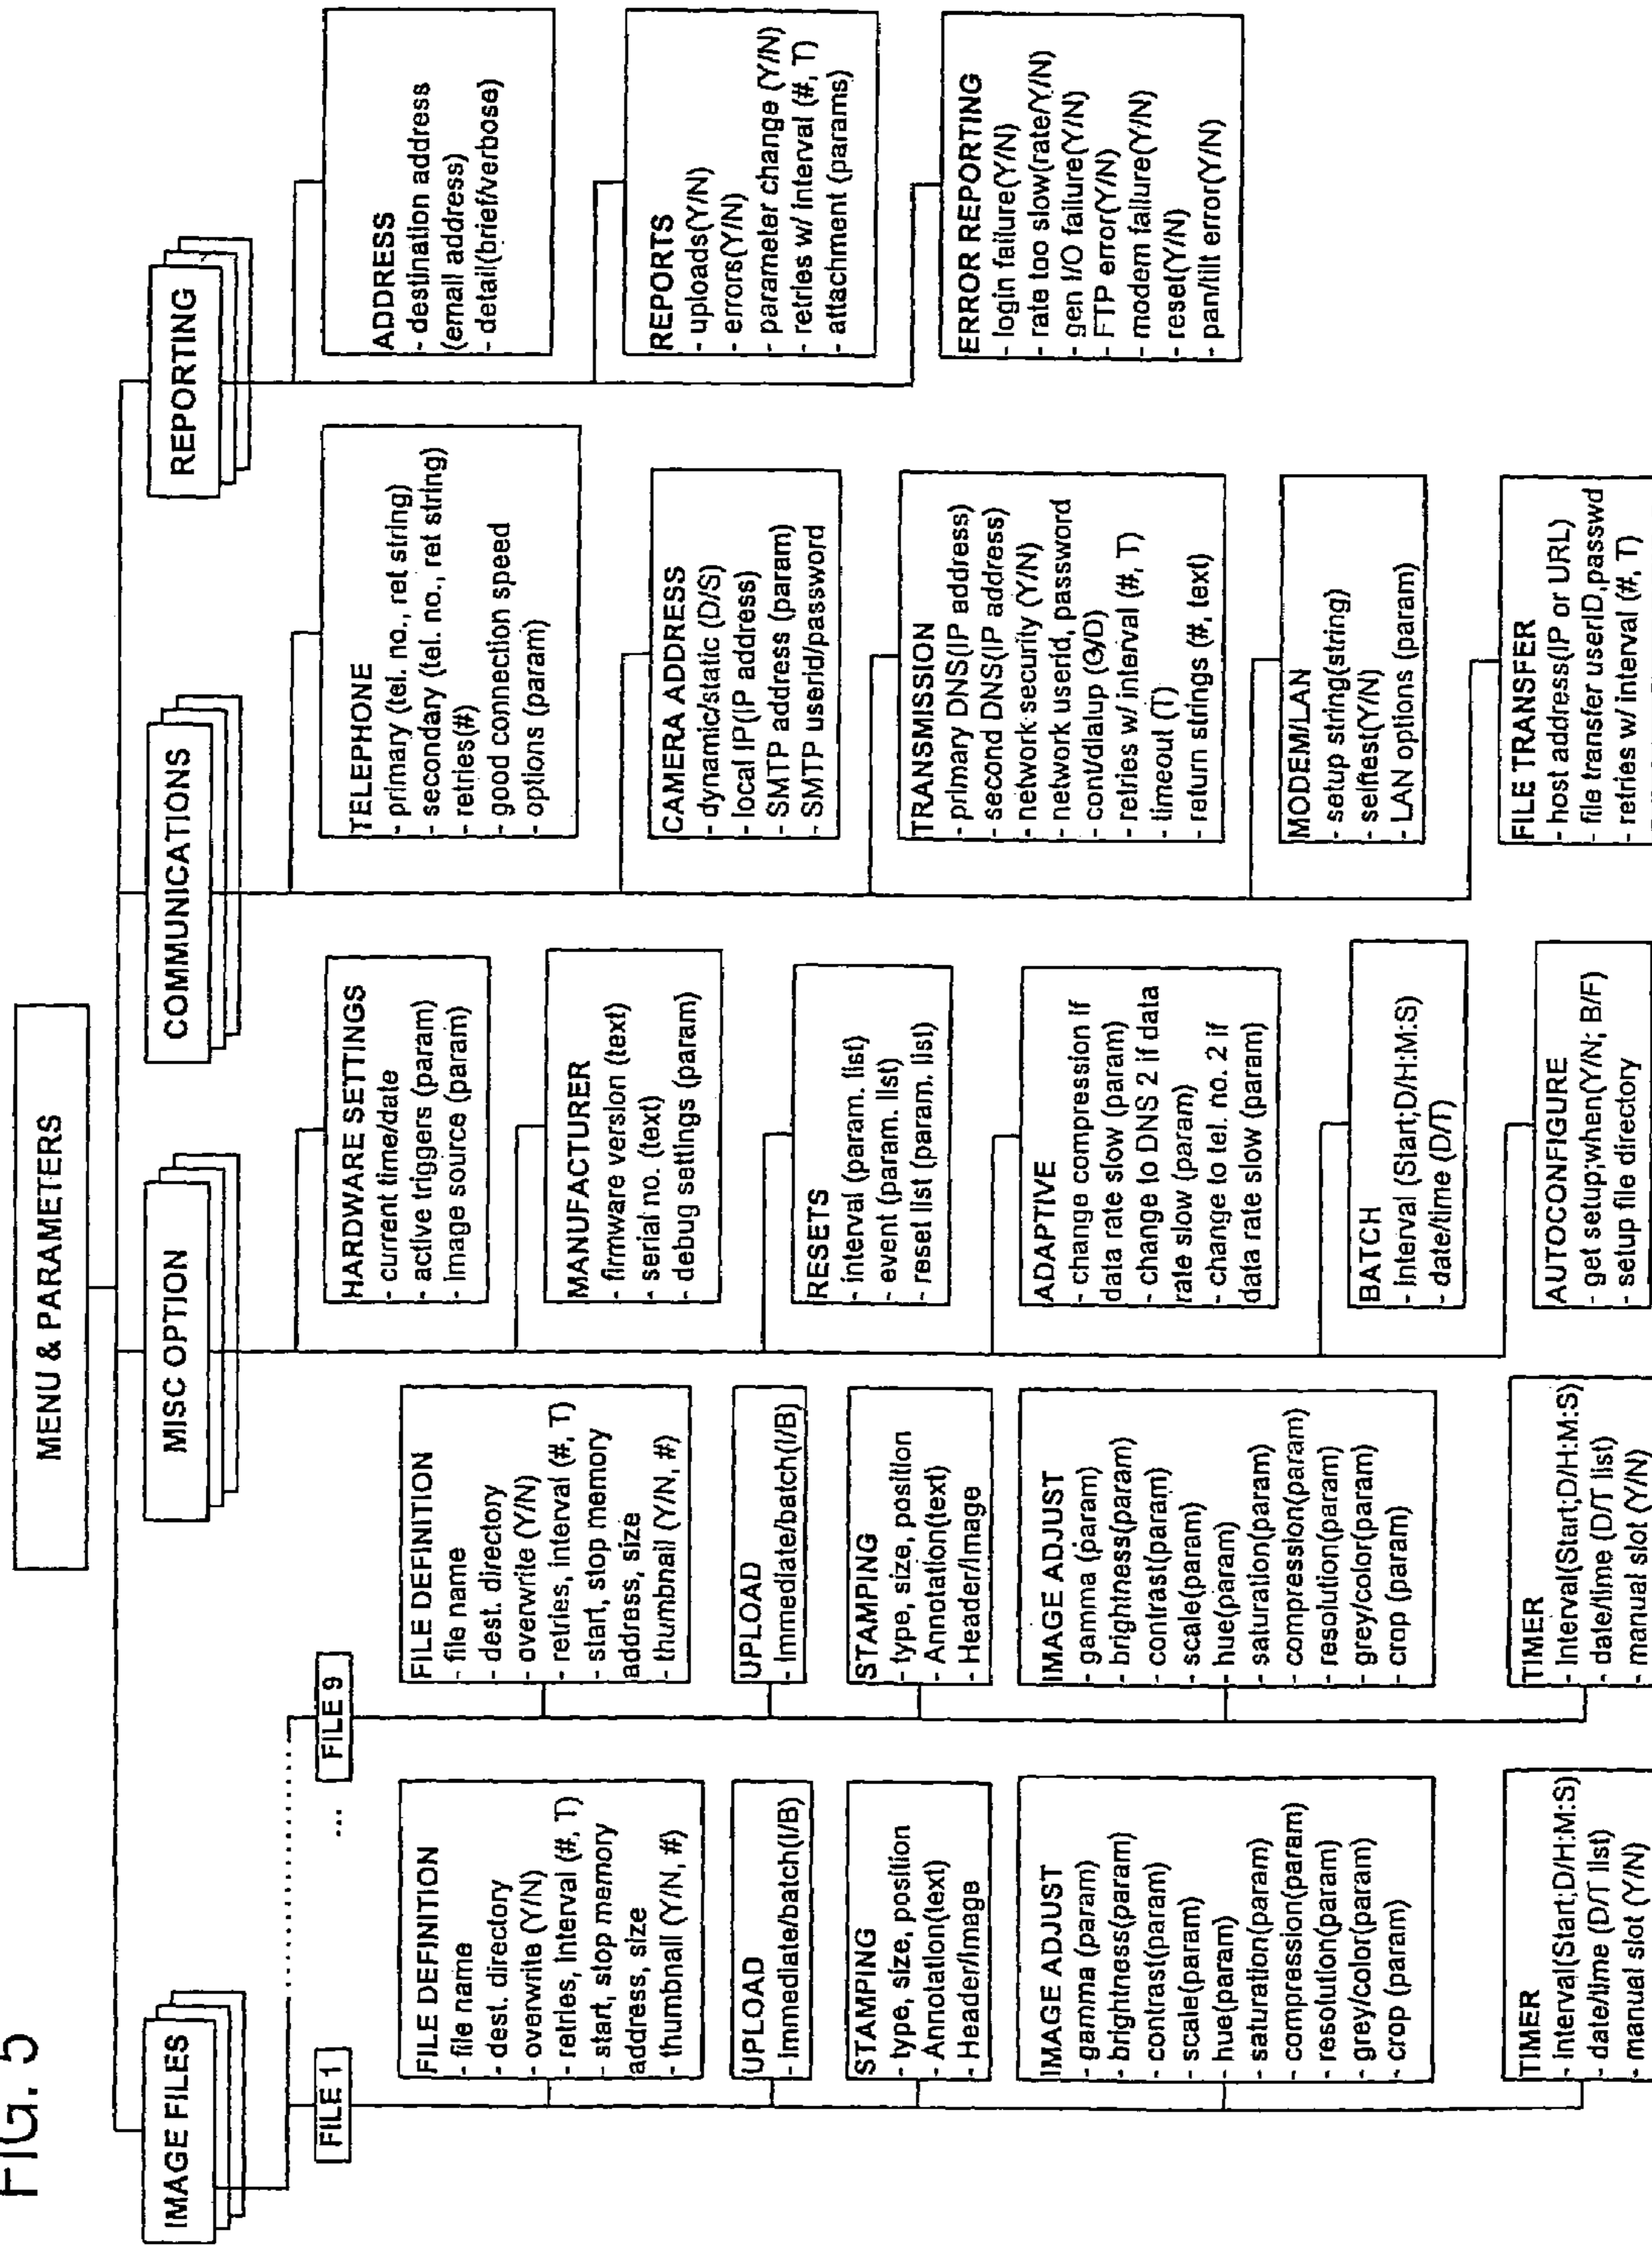 FIG. 5
MENU & PARAMETERS
IMAGE FILES
MISC OPTION
COMMUNICATIONS
REPORTING
FILE 1
...
FILE 9
FILE DEFINITION
- file name
- dest. directory
- overwrite (Y/N)
- retries, interval (#, T)
- start, stop memory
address, size
- thumbnail (Y/N, #)
UPLOAD
- Immediate/batch(I/B)
STAMPING
- type, size, position
- Annotation(text)
- Header/Image
IMAGE ADJUST
- gamma (param)
- brightness(param)
- contrast(param)
- scale(param)
- hue(param)
- saturation(param)
- compression(param)
- resolution(param)
- grey/color(param)
- crop (param)
TIMER
- Interval(Start;D/H:M:S)
- date/time (D/T list)
- manual slot (Y/N)
FILE DEFINITION
- file name
- dest. directory
- overwrite (Y/N)
- retries, interval (#, T)
- start, stop memory
address, size
- thumbnail (Y/N, #)
UPLOAD
- Immediate/batch(I/B)
STAMPING
- type, size, position
- Annotation(text)
- Header/Image
IMAGE ADJUST
- gamma (param)
- brightness(param)
- contrast(param)
- scale(param)
- hue(param)
- saturation(param)
- compression(param)
- resolution(param)
- grey/color(param)
- crop (param)
TIMER
- Interval(Start;D/H:M:S)
- date/time (D/T list)
- manual slot (Y/N)
HARDWARE SETTINGS
- current time/date
- active triggers (param)
- Image source (param)
MANUFACTURER
- firmware version (text)
- serial no. (text)
- debug settings (param)
RESETS
- interval (param. list)
- event (param. list)
- reset list (param. list)
ADAPTIVE
- change compression if
data rate slow (param)
- change to DNS 2 if data
rate slow (param)
- change to tel. no. 2 if
data rate slow (param)
BATCH
- Interval (Start;D/H:M:S)
- date/time (D/T)
AUTOCONFIGURE
- get setup;when(Y/N; B/F)
- setup file directory
TELEPHONE
- primary (tel. no., ret string)
- secondary (tel. no., ret string)
- retries(#)
- good connection speed
- options (param)
CAMERA ADDRESS
- dynamic/static (D/S)
- local IP(IP address)
- SMTP address (param)
- SMTP userid/password
TRANSMISSION
- primary DNS(IP address)
- second DNS(IP address)
- network security (Y/N)
- network userid, password
- cont/dialup (C/D)
- retries w/ interval (#, T)
- timeout (T)
- return strings (#, text)
MODEM/LAN
- setup string(string)
- selftest(Y/N)
- LAN options (param)
FILE TRANSFER
- host address(IP or URL)
- file transfer userID,passwd
- retries w/ interval (#, T)
ADDRESS
- destination address
(email address)
- detail(brief/verbose)
REPORTS
- uploads(Y/N)
- errors(Y/N)
- parameter change (Y/N)
- retries w/ interval (#, T)
- attachment (params)
ERROR REPORTING
- login failure(Y/N)
- rate too slow(rate/Y/N)
- gen I/O failure(Y/N)
- FTP error(Y/N)
- modem failure(Y/N)
- reset(Y/N)
- pan/tilt error(Y/N)